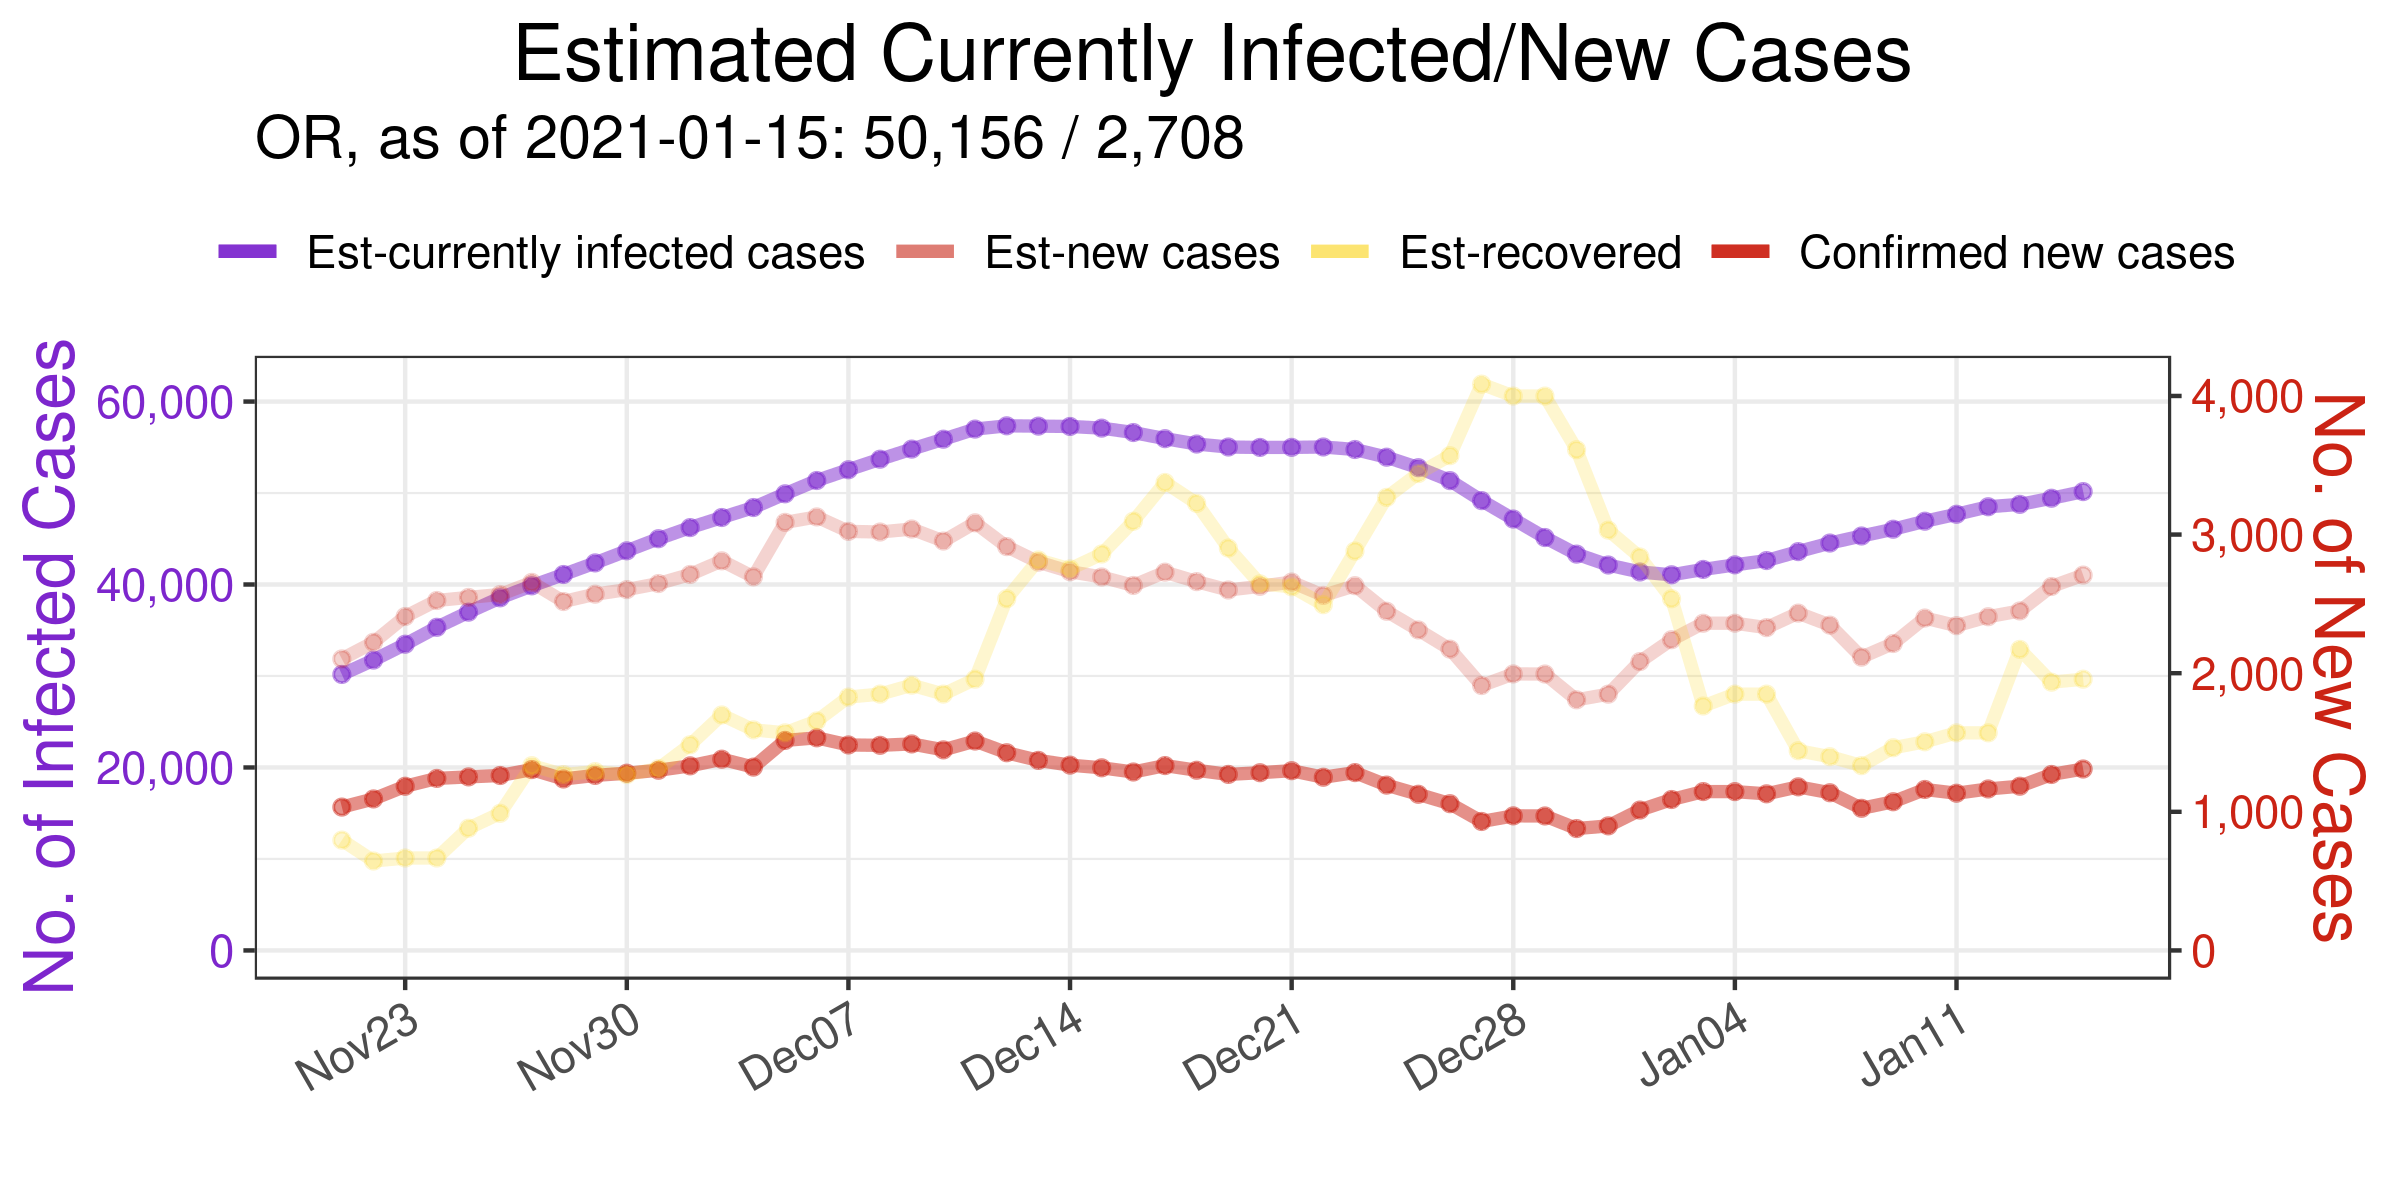 Estimated Currently Infected/New Cases
OR, as of 2021-01-15: 50,156 / 2,708
Est-currently infected cases Est-new cases Est-recovered Confirmed new cases
No. of Infected Cases
60,000
40,000
20,000
0
4,000
3,000
2,000
1,000
0
No. of New Cases
Nov23 Nov30 Dec07 Dec14 Dec21 Dec28 Jan04 Jan11